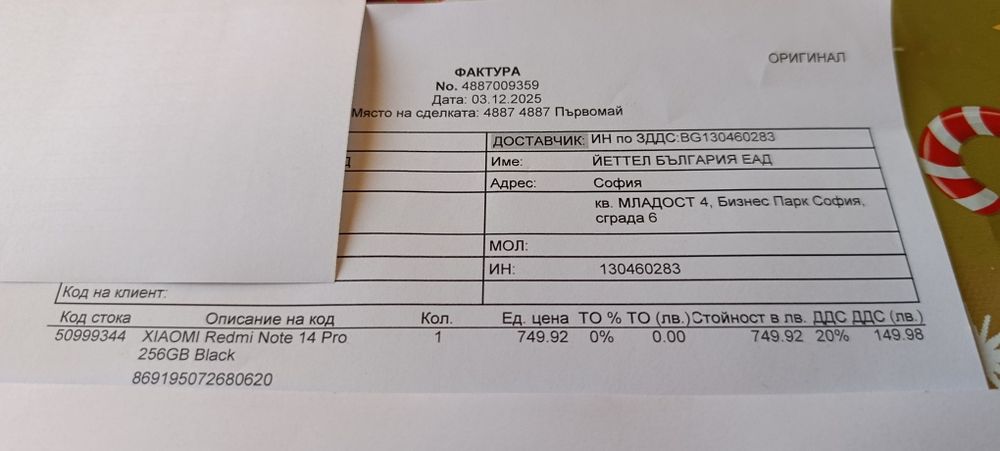 ОРИГИНАЛ
ФАКТУРА
No. 4887009359
Дата: 03.12.2025
Място на сделката: 4887 4887 Първомай
ДОСТАВЧИК: ИН по ЗДДС:BG130460283
Име: ЙЕТТЕЛ БЪЛГАРИЯ ЕАД
Адрес: София
кв. МЛАДОСТ 4, Бизнес Парк София,
сграда 6
МОЛ:
ИН: 130460283
Код на клиент:
Код стока Описание на код Кол. Ед. цена ТО % ТО (лв.) Стойност в лв. ДДС ДДС (лв.)
50999344 XIAOMI Redmi Note 14 Pro 1 749.92 0% 0.00 749.92 20% 149.98
256GB Black
869195072680620